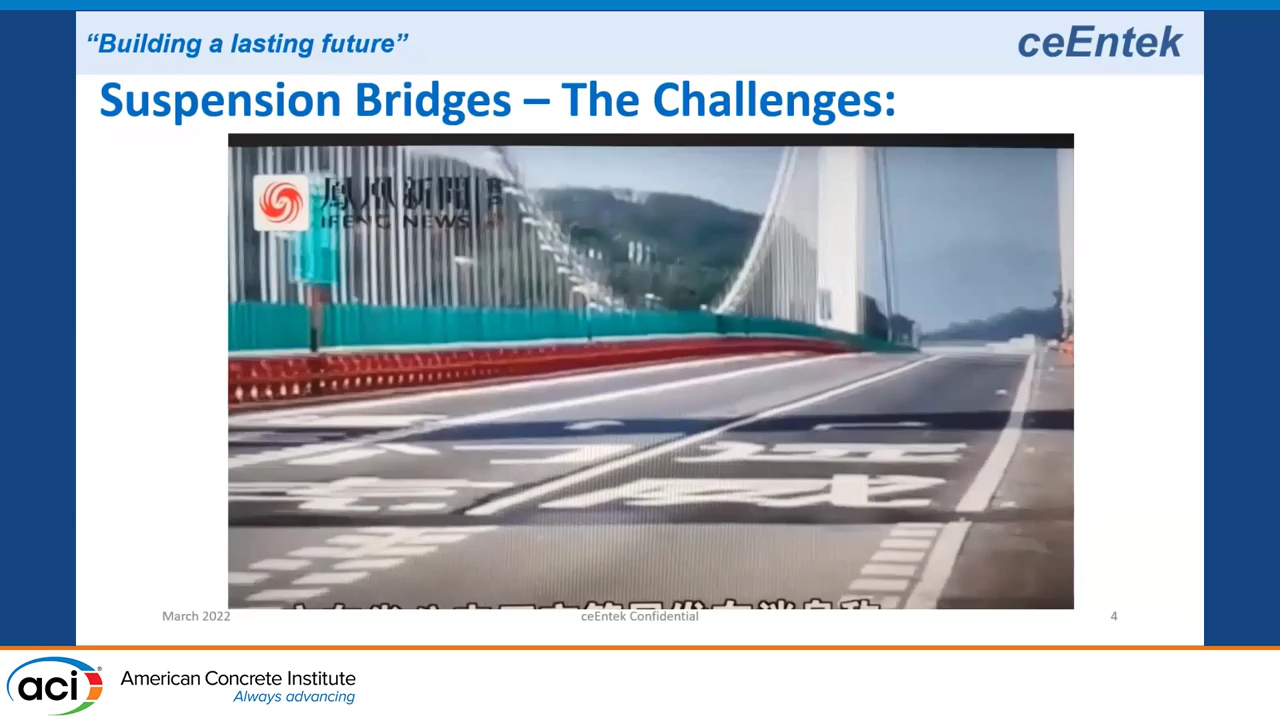 “Building a lasting future”
ceEntek
Suspension Bridges – The Challenges:
鳳凰新聞
IFENG NEWS
March 2022
ceEntek Confidential
4
aci®
American Concrete Institute
Always advancing